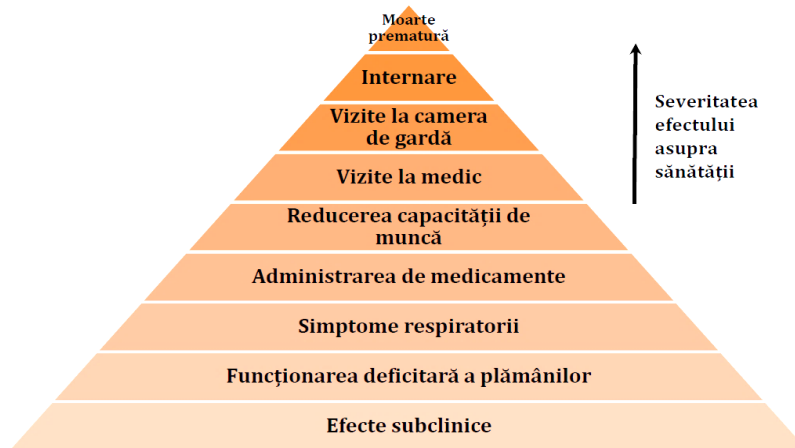 Moarte
prematură
Internare
Vizite la camera
de gardă
Vizite la medic
Reducerea capacității de
muncă
Administrarea de medicamente
Simptome respiratorii
Funcționarea deficitară a plămânilor
Efecte subclinice
Severitatea
efectului
asupra
sănătății